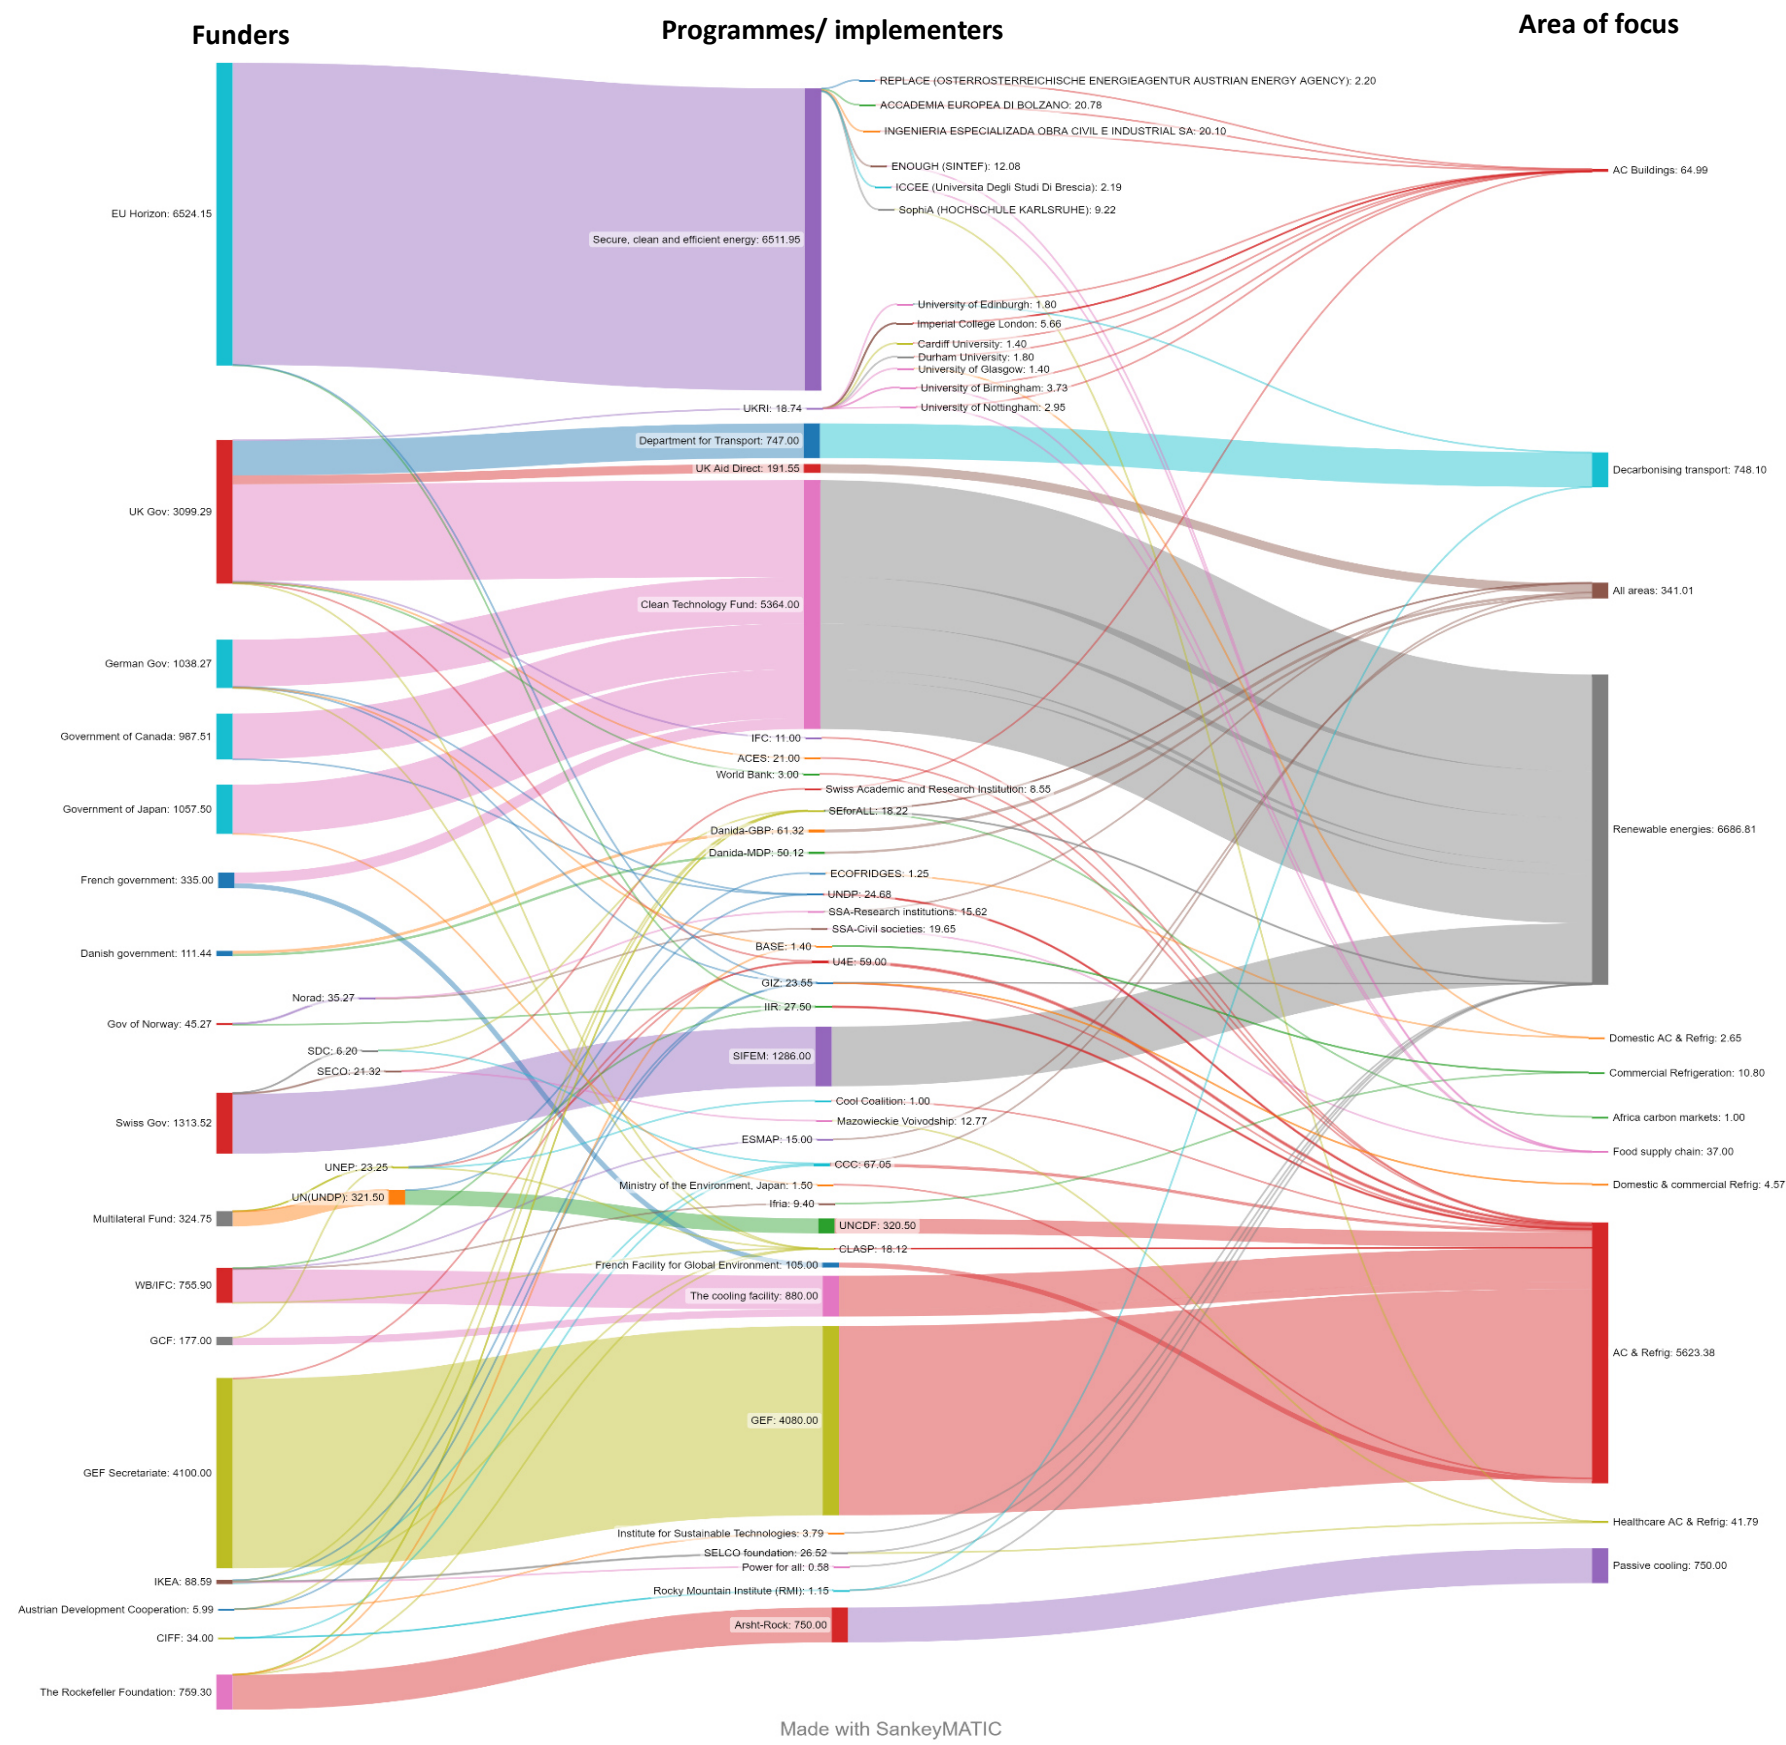 Funders
Programmes/ implementers
Area of focus
EU Horizon: 6524.15
UK Gov: 3099.29
German Gov: 1038.27
Government of Canada: 987.51
Government of Japan: 1057.50
French government: 335.00
Danish government: 111.44
Norad: 35.27
Gov of Norway: 45.27
SDC: 6.20
SECO: 21.32
Swiss Gov: 1313.52
UNEP: 23.25
UN(UNDP): 321.50
Multilateral Fund: 324.75
WB/IFC: 755.90
GCF: 177.00
GEF Secretariate: 4100.00
IKEA: 88.59
Austrian Development Cooperation: 5.99
CIFF: 34.00
The Rockefeller Foundation: 759.30
REPLACE (OSTERROSTERREICHISCHE ENERGIEAGENTUR AUSTRIAN ENERGY AGENCY): 2.20
ACCADEMIA EUROPEA DI BOLZANO: 20.78
INGENIERIA ESPECIALIZADA OBRA CIVIL E INDUSTRIAL SA: 20.10
ENOUGH (SINTEF): 12.08
ICCEE (Universita Degli Studi Di Brescia): 2.19
SophiA (HOCHSCHULE KARLSRUHE): 9.22
Secure, clean and efficient energy: 6511.95
University of Edinburgh: 1.80
Imperial College London: 5.66
Cardiff University: 1.40
Durham University: 1.80
University of Glasgow: 1.40
University of Birmingham: 3.73
University of Nottingham: 2.95
UKRI: 18.74
Department for Transport: 747.00
UK Aid Direct: 191.55
Clean Technology Fund: 5364.00
IFC: 11.00
ACES: 21.00
World Bank: 3.00
Swiss Academic and Research Institution: 8.55
SEforALL: 18.22
Danida-GBP: 61.32
Danida-MDP: 50.12
ECOFRIDGES: 1.25
UNDP: 24.68
SSA-Research institutions: 15.62
SSA-Civil societies: 19.65
BASE: 1.40
U4E: 59.00
GIZ: 23.55
IIR: 27.50
SIFEM: 1286.00
Cool Coalition: 1.00
Mazowieckie Voivodship: 12.77
ESMAP: 15.00
CCC: 67.05
Ministry of the Environment, Japan: 1.50
Ifria: 9.40
UNCDF: 320.50
CLASP: 18.12
French Facility for Global Environment: 105.00
The cooling facility: 880.00
GEF: 4080.00
Institute for Sustainable Technologies: 3.79
SELCO foundation: 26.52
Power for all: 0.58
Rocky Mountain Institute (RMI): 1.15
Arsht-Rock: 750.00
AC Buildings: 64.99
Decarbonising transport: 748.10
All areas: 341.01
Renewable energies: 6686.81
Domestic AC & Refrig: 2.65
Commercial Refrigeration: 10.80
Africa carbon markets: 1.00
Food supply chain: 37.00
Domestic & commercial Refrig: 4.57
AC & Refrig: 5623.38
Healthcare AC & Refrig: 41.79
Passive cooling: 750.00
Made with SankeyMATIC